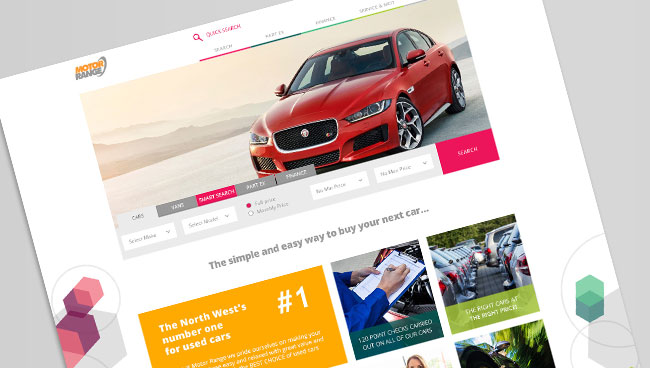 QUICK SEARCH
SEARCH
PART EX
FINANCE
SERVICE & MOT
MOTOR
RANGE
CARS
VANS
SMART SEARCH
PART EX
FINANCE
Select Make
Select Model
Full price
Monthly Price
No Min Price
No Max Price
SEARCH
The simple and easy way to buy your next car...
The North West's
number one
for used cars
#1
Motor Range we pride ourselves on making your
easy and relaxed with great value and
the BEST CHOICE of used cars
120 POINT CHECKS CARRIED
OUT ON ALL OF OUR CARS
THE RIGHT CARS AT
THE RIGHT PRICE!